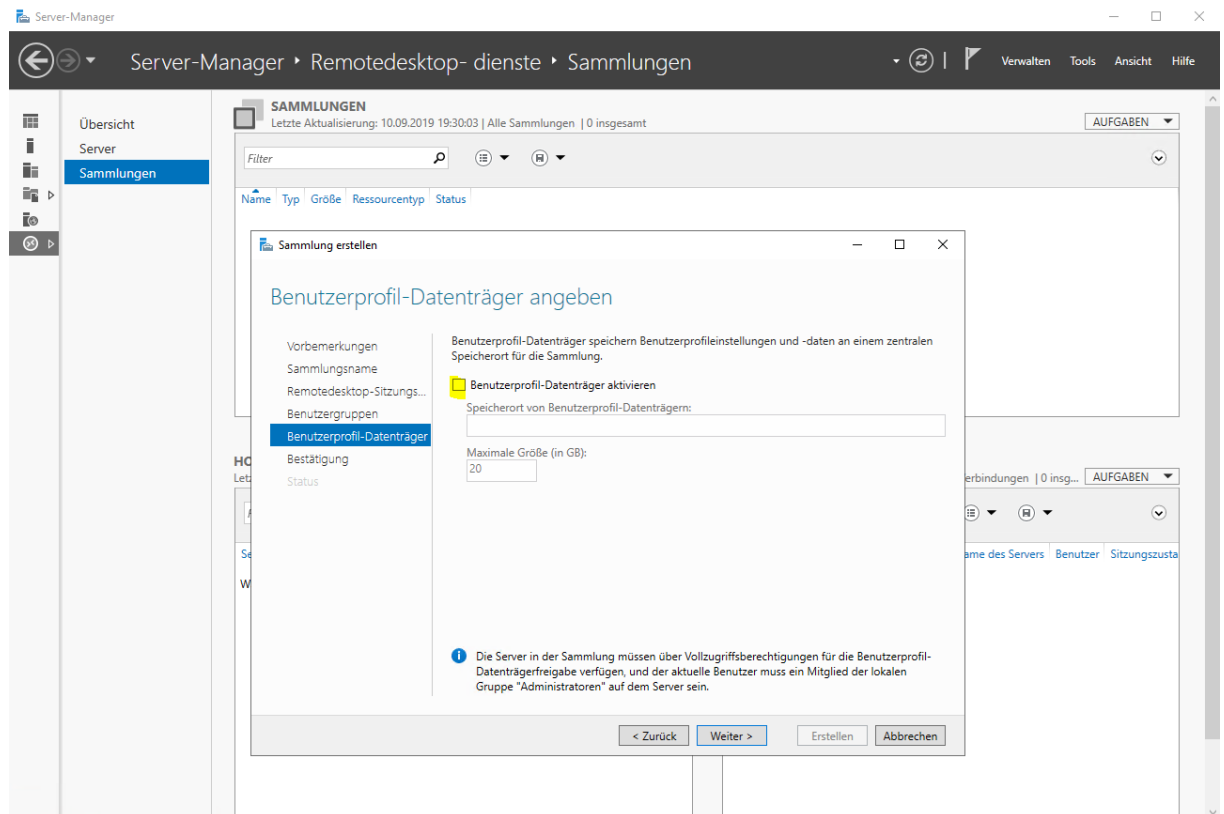 Server-Manager
Server-Manager ‣ Remotedesktop- dienste ‣ Sammlungen
Verwalten Tools Ansicht Hilfe
Übersicht
Server
Sammlungen
SAMMLUNGEN
Letzte Aktualisierung: 10.09.2019 19:30:03 | Alle Sammlungen | 0 insgesamt
AUFGABEN
Filter
Name Typ Größe Ressourcentyp Status
Sammlung erstellen
Benutzerprofil-Datenträger angeben
Vorbemerkungen
Sammlungsname
Remotedesktop-Sitzungs...
Benutzergruppen
Benutzerprofil-Datenträger
Bestätigung
Status
Benutzerprofil-Datenträger speichern Benutzerprofileinstellungen und -daten an einem zentralen
Speicherort für die Sammlung.
Benutzerprofil-Datenträger aktivieren
Speicherort von Benutzerprofil-Datenträgern:
Maximale Größe (in GB):
20
Die Server in der Sammlung müssen über Vollzugriffsberechtigungen für die Benutzerprofil-
Datenträgerfreigabe verfügen, und der aktuelle Benutzer muss ein Mitglied der lokalen
Gruppe "Administratoren" auf dem Server sein.
< Zurück Weiter > Erstellen Abbrechen
HO
Letz
Se
W
erbindungen | 0 insg... AUFGABEN
ame des Servers Benutzer Sitzungszusta